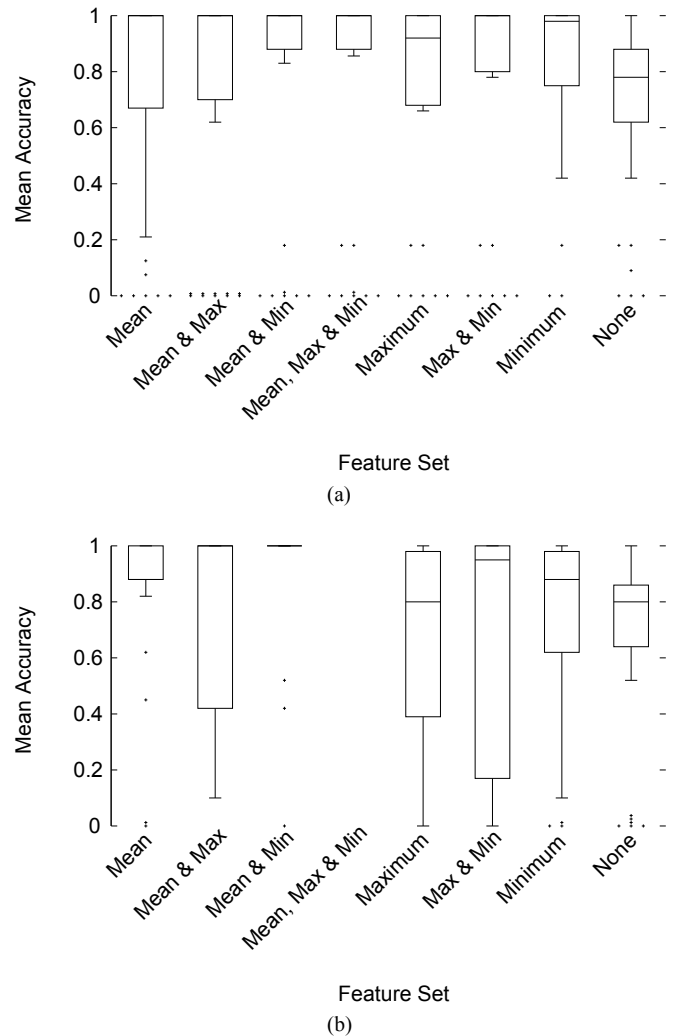 1
0.8
0.6
0.4
0.2
0
Mean Accuracy
Mean
Mean & Max
Mean & Min
Mean, Max & Min
Maximum
Max & Min
Minimum
None
Feature Set
(a)
1
0.8
0.6
0.4
0.2
0
Mean Accuracy
Mean
Mean & Max
Mean & Min
Mean, Max & Min
Maximum
Max & Min
Minimum
None
Feature Set
(b)